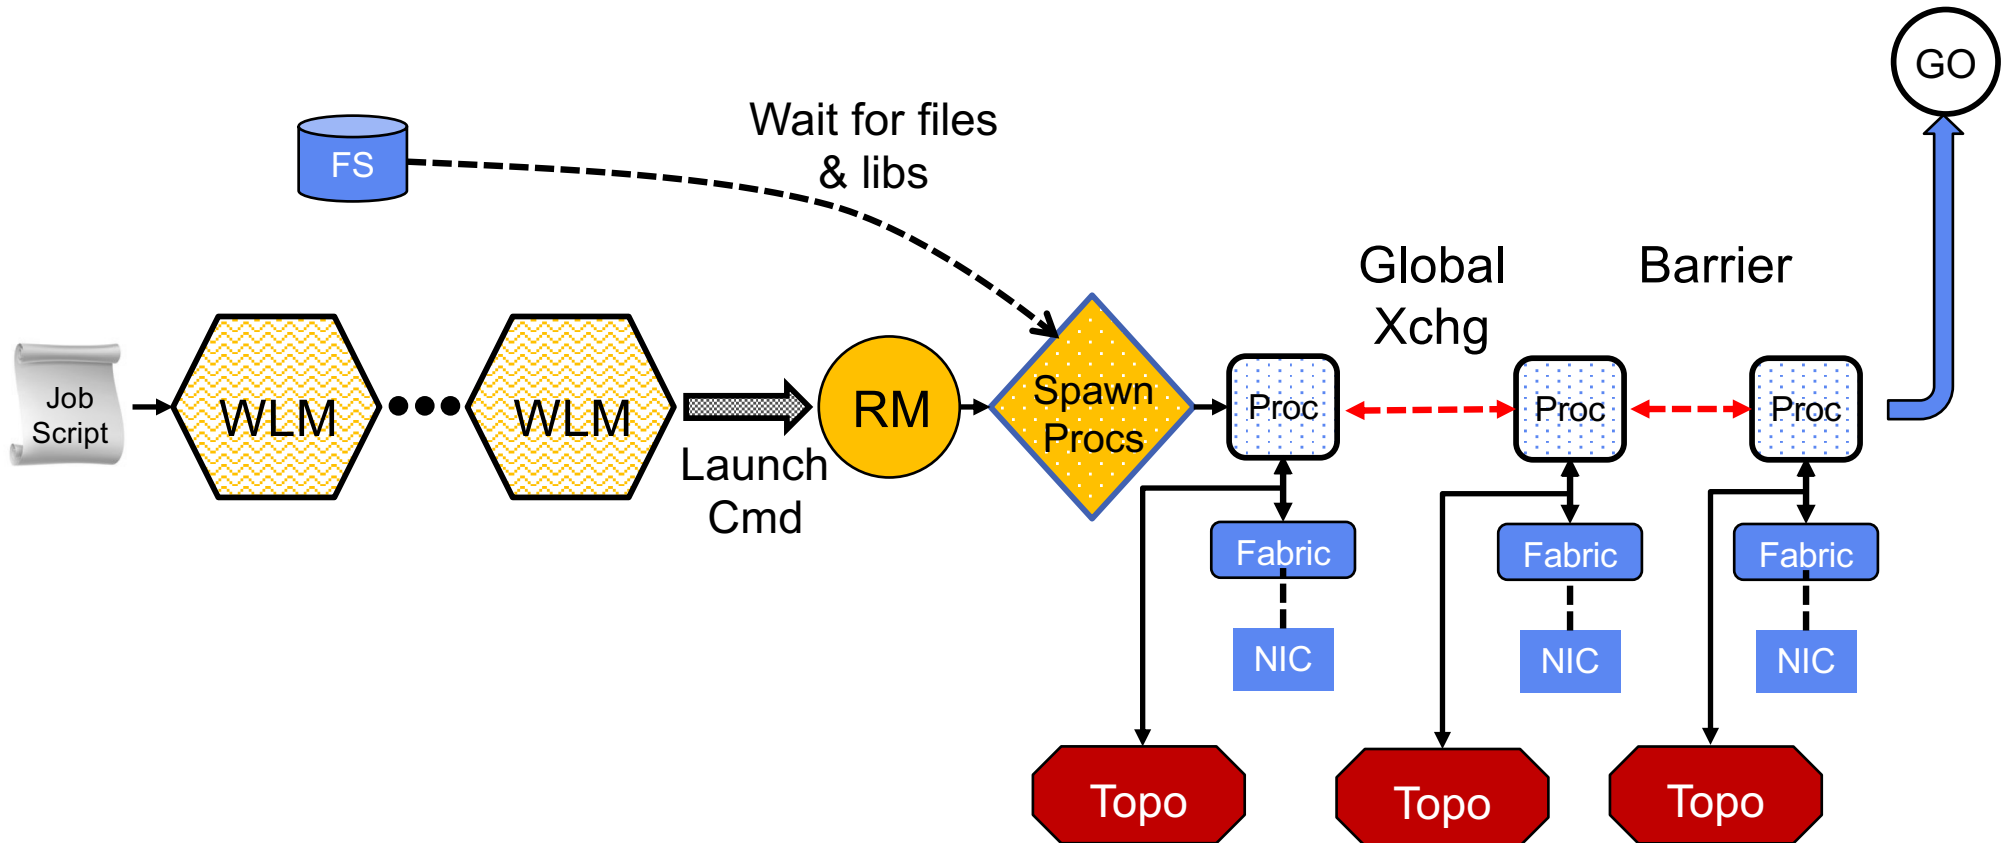 GO
Wait for files
& libs
FS
Global
Xchg
Barrier
Job
Script
WLM
WLM
Launch
Cmd
RM
Spawn
Procs
Proc
Proc
Proc
Fabric
Fabric
Fabric
NIC
NIC
NIC
Topo
Topo
Topo